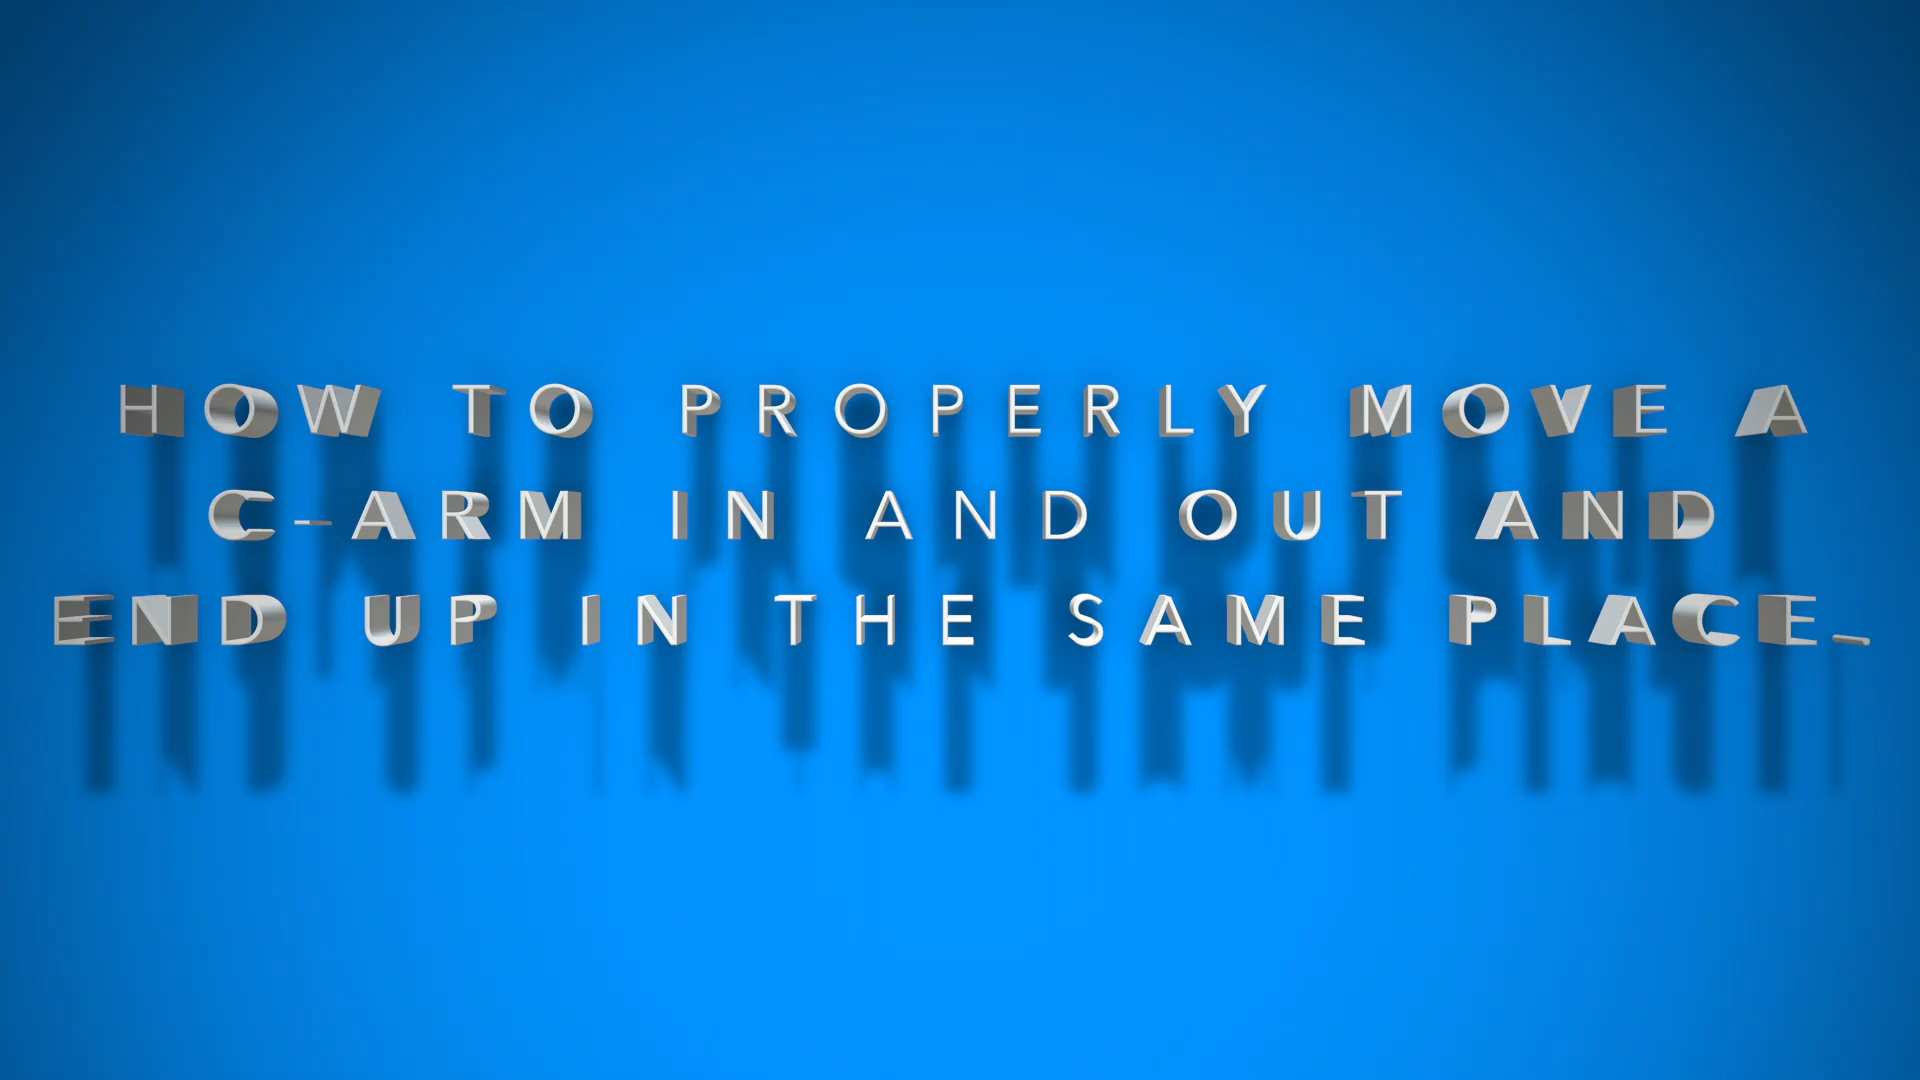 HOW TO PROPERLY MOVE A
C-ARM IN AND OUT AND
END UP IN THE SAME PLACE.